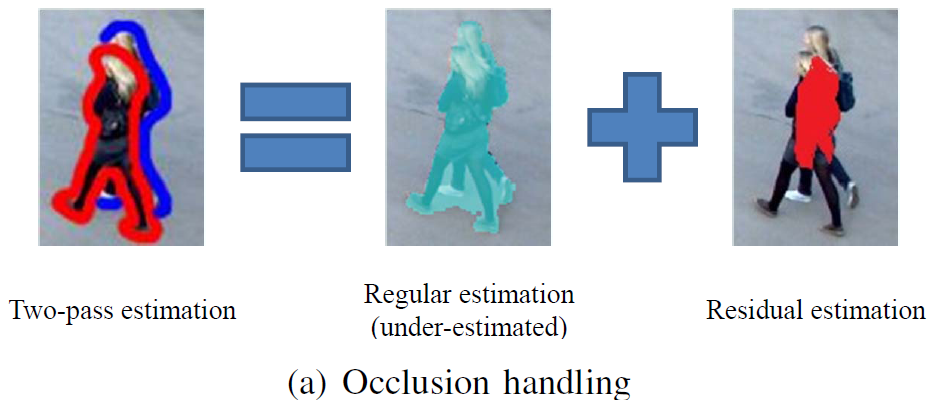 Two-pass estimation
Regular estimation
(under-estimated)
Residual estimation
(a) Occlusion handling